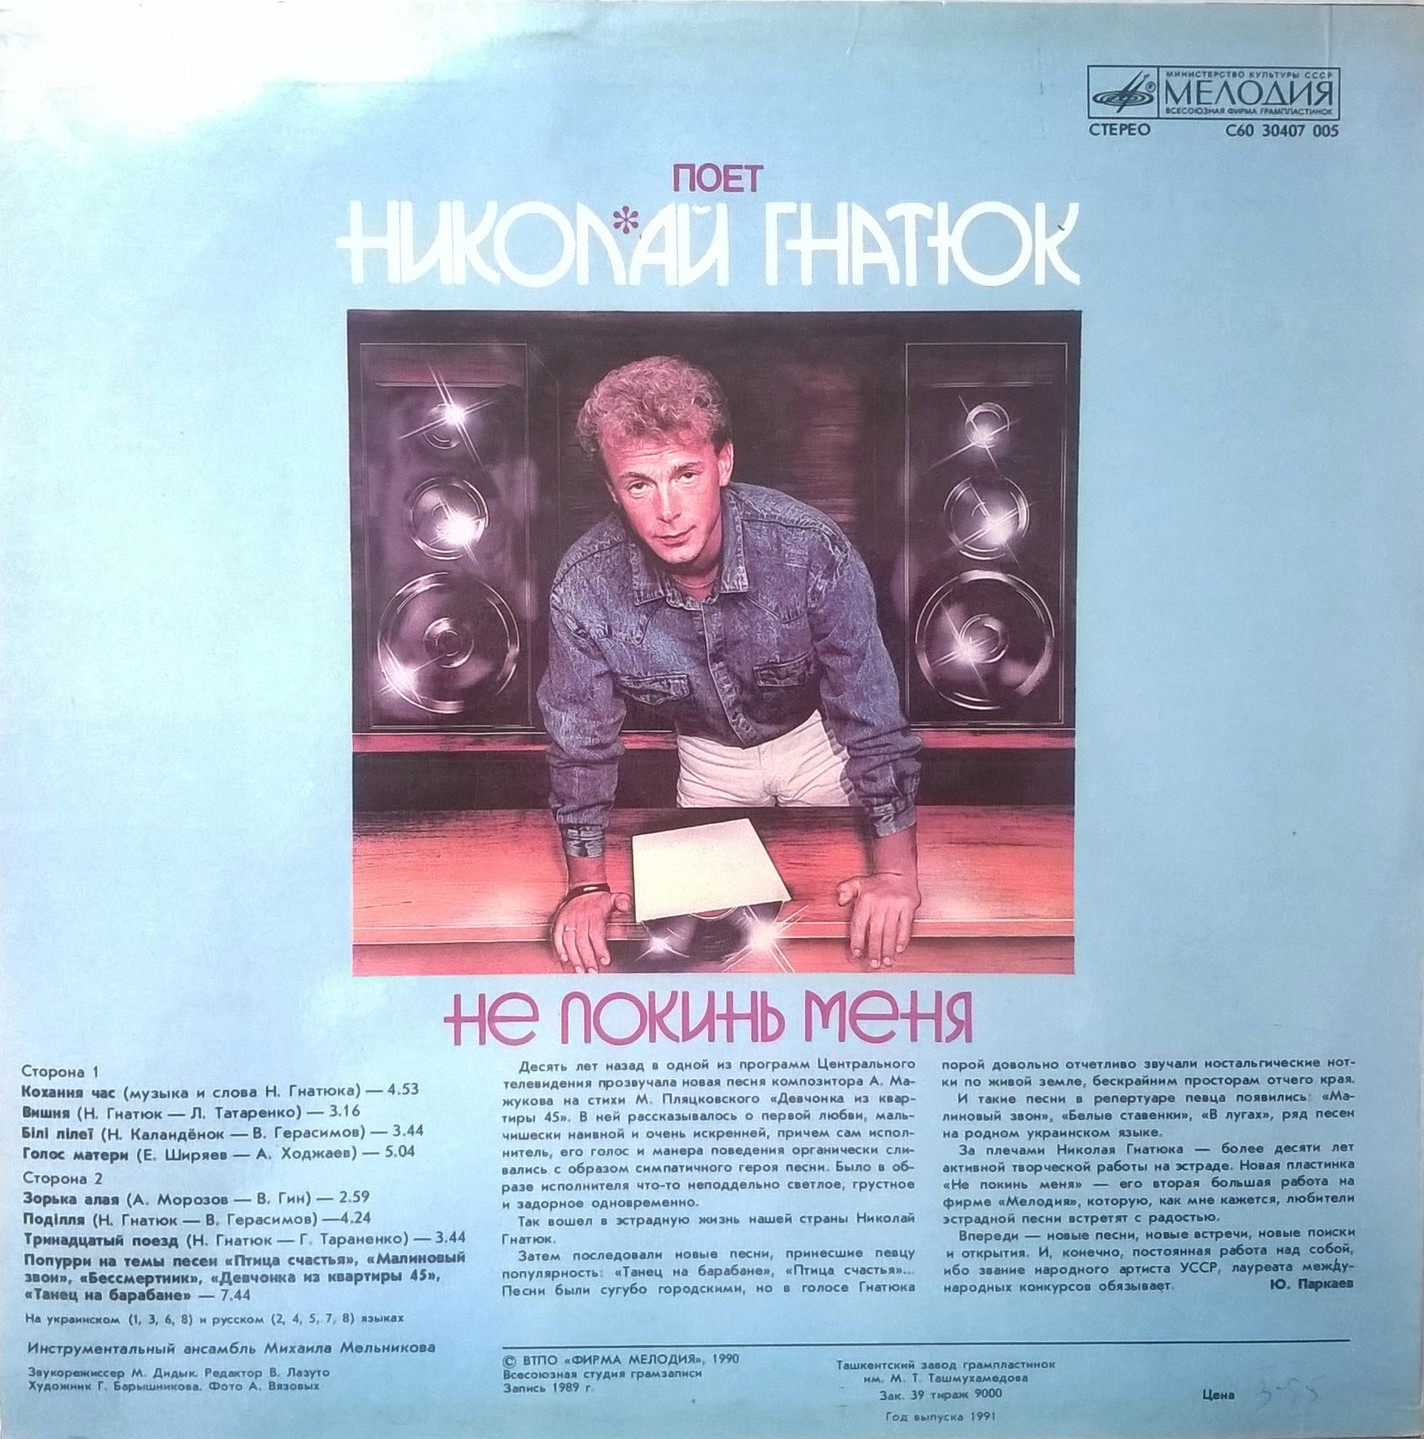 МИНИСТЕРСТВО КУЛЬТУРЫ СССР
МЕЛОДИЯ
ВСЕСОЮЗНАЯ ФИРМА ГРАМПЛАСТИНОК
СТЕРЕО С60 30407 005
ПОЕТ
НИКОЛАЙ ГНАТЮК
НЕ ПОКИНЬ МЕНЯ
Сторона 1
Кохання час (музыка и слова Н. Гнатюка) — 4.53
Вишня (Н. Гнатюк — Л. Татаренко) — 3.16
Білі лілеї (Н. Каландёнок — В. Герасимов) — 3.44
Голос матери (Е. Ширяев — А. Ходжаев) — 5.04
Сторона 2
Зорька алая (А. Морозов — В. Гин) — 2.59
Поділля (Н. Гнатюк — В. Герасимов) —4.24
Тринадцатый поезд (Н. Гнатюк — Г. Тараненко) — 3.44
Попурри на темы песен «Птица счастья», «Малиновый
звон», «Бессмертник», «Девчонка из квартиры 45»,
«Танец на барабане» — 7.44
На украинском (1, 3, 6, 8) и русском (2, 4, 5, 7, 8) языках
Инструментальный ансамбль Михаила Мельникова
Звукорежиссер М. Дидык. Редактор В. Лазуто
Художник Г. Барышникова. Фото А. Вязовых
Десять лет назад в одной из программ Центрального
телевидения прозвучала новая песня композитора А. Ма-
жукова на стихи М. Пляцковского «Девчонка из квар-
тиры 45». В ней рассказывалось о первой любви, маль-
чишески наивной и очень искренней, причем сам испол-
нитель, его голос и манера поведения органически сли-
вались с образом симпатичного героя песни. Было в об-
разе исполнителя что-то неподдельно светлое, грустное
и задорное одновременно.
Так вошел в эстрадную жизнь нашей страны Николай
Гнатюк.
Затем последовали новые песни, принесшие певцу
популярность: «Танец на барабане», «Птица счастья»...
Песни были сугубо городскими, но в голосе Гнатюка
порой довольно отчетливо звучали ностальгические нот-
ки по живой земле, бескрайним просторам отчего края.
И такие песни в репертуаре певца появились: «Ма-
линовый звон», «Белые ставенки», «В лугах», ряд песен
на родном украинском языке.
За плечами Николая Гнатюка — более десяти лет
активной творческой работы на эстраде. Новая пластинка
«Не покинь меня» — его вторая большая работа на
фирме «Мелодия», которую, как мне кажется, любители
эстрадной песни встретят с радостью.
Впереди — новые песни, новые встречи, новые поиски
и открытия. И, конечно, постоянная работа над собой,
ибо звание народного артиста УССР, лауреата между-
народных конкурсов обязывает. Ю. Паркаев
© ВТПО «ФИРМА МЕЛОДИЯ», 1990
Всесоюзная студия грамзаписи
Запись 1989 г.
Ташкентский завод грампластинок
им. М. Т. Ташмухамедова
Зак. 39 тираж 9000
Год выпуска 1991
Цена